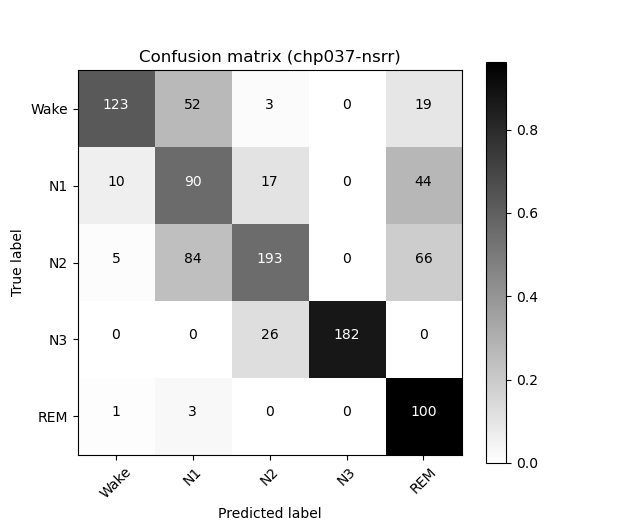 Confusion matrix (chp037-nsrr)
Wake 123 52 3 0 19
N1 10 90 17 0 44
N2 5 84 193 0 66
N3 0 0 26 182 0
REM 1 3 0 0 100
Wake N1 N2 N3 REM
True label
Predicted label
0.8
0.6
0.4
0.2
0.0